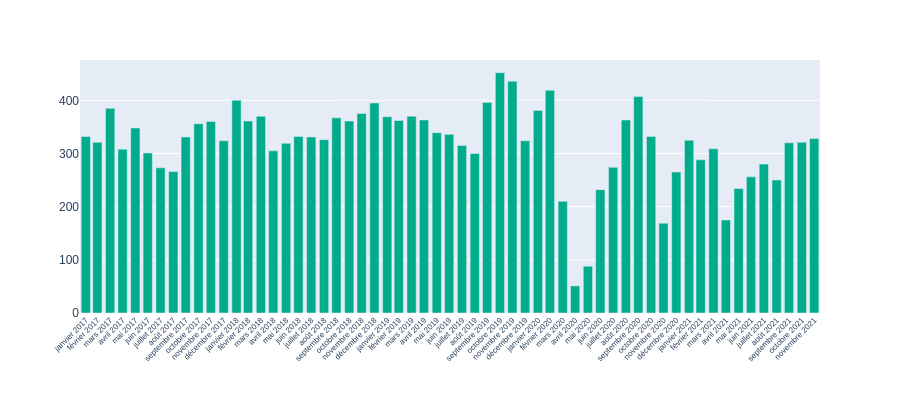 400
300
200
100
0
janvier 2017
février 2017
mars 2017
avril 2017
mai 2017
juin 2017
juillet 2017
août 2017
septembre 2017
octobre 2017
novembre 2017
décembre 2017
janvier 2018
février 2018
mars 2018
avril 2018
mai 2018
juin 2018
juillet 2018
août 2018
septembre 2018
octobre 2018
novembre 2018
décembre 2018
janvier 2019
février 2019
mars 2019
avril 2019
mai 2019
juin 2019
juillet 2019
août 2019
septembre 2019
octobre 2019
novembre 2019
décembre 2019
janvier 2020
février 2020
mars 2020
avril 2020
mai 2020
juin 2020
juillet 2020
août 2020
septembre 2020
octobre 2020
novembre 2020
décembre 2020
janvier 2021
février 2021
mars 2021
avril 2021
mai 2021
juin 2021
juillet 2021
août 2021
septembre 2021
octobre 2021
novembre 2021